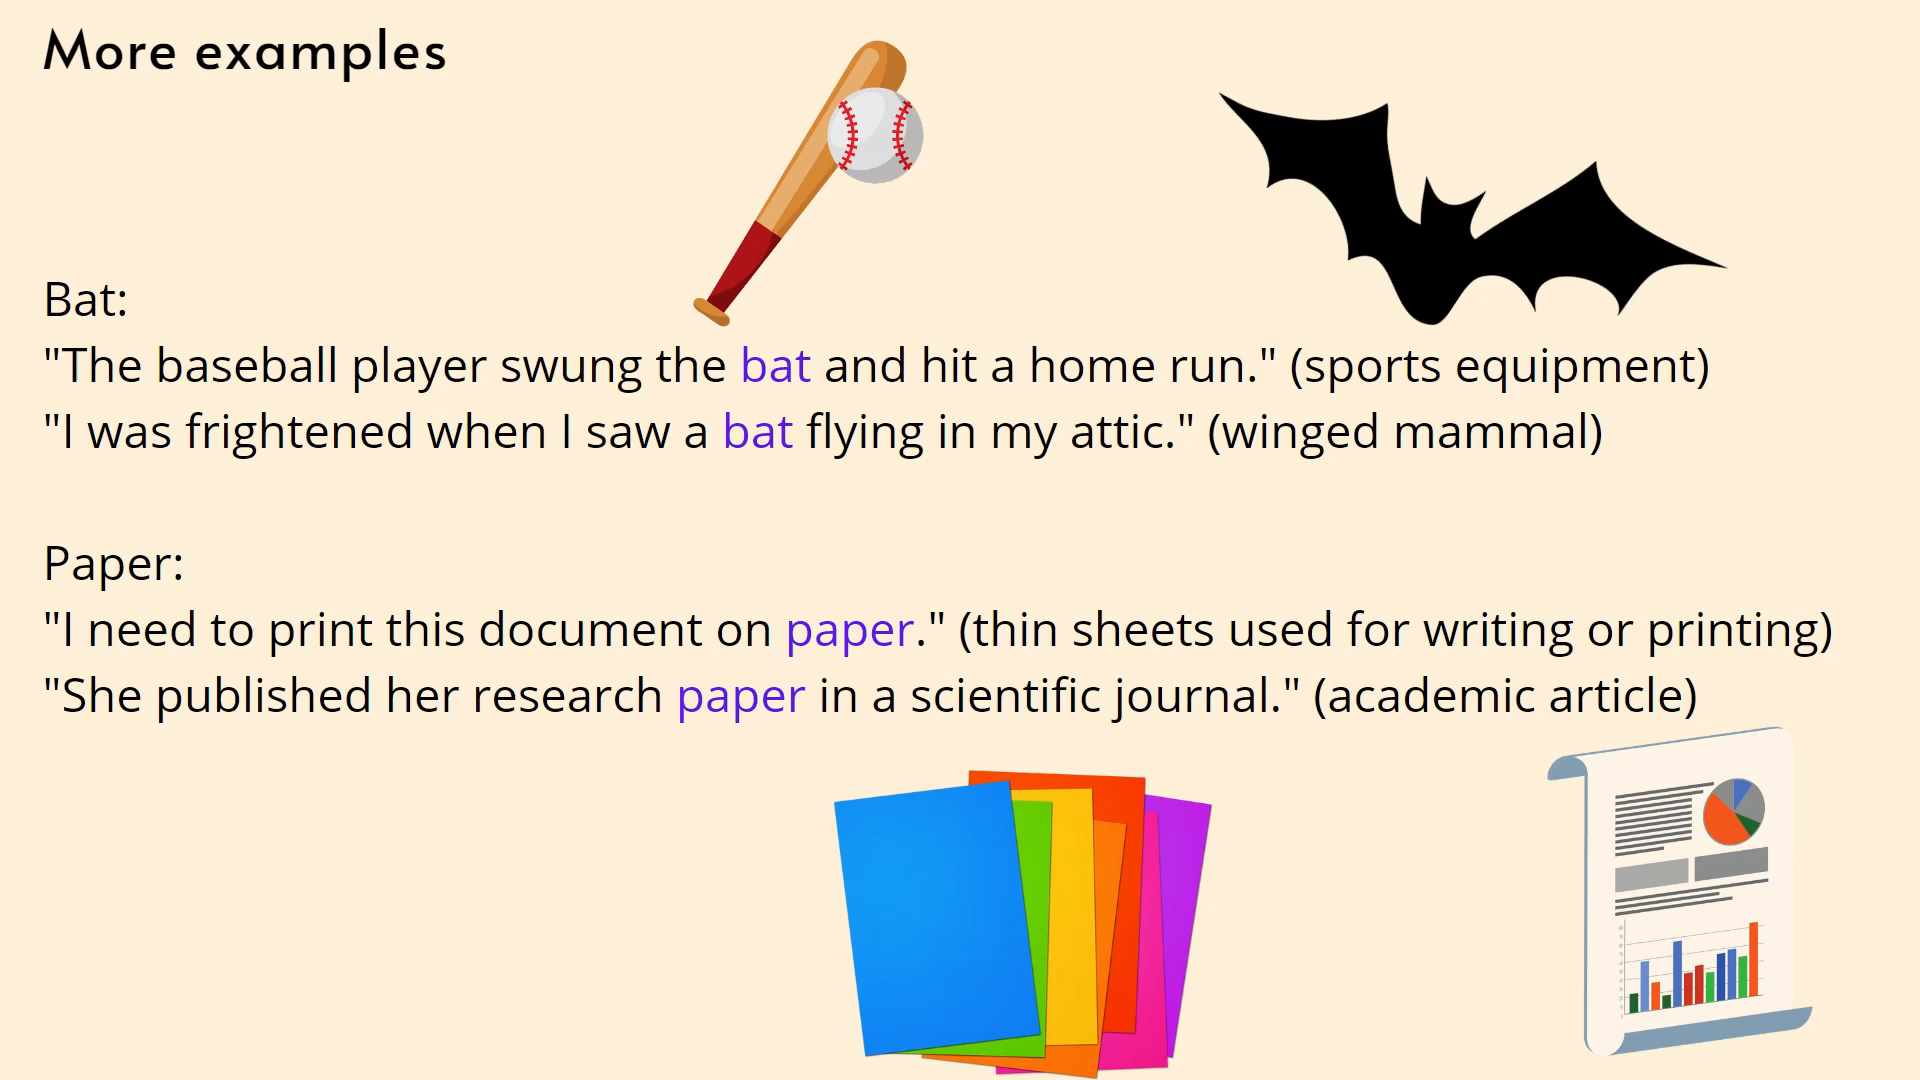 More examples
Bat:
"The baseball player swung the bat and hit a home run." (sports equipment)
"I was frightened when I saw a bat flying in my attic." (winged mammal)
Paper:
"I need to print this document on paper." (thin sheets used for writing or printing)
"She published her research paper in a scientific journal." (academic article)